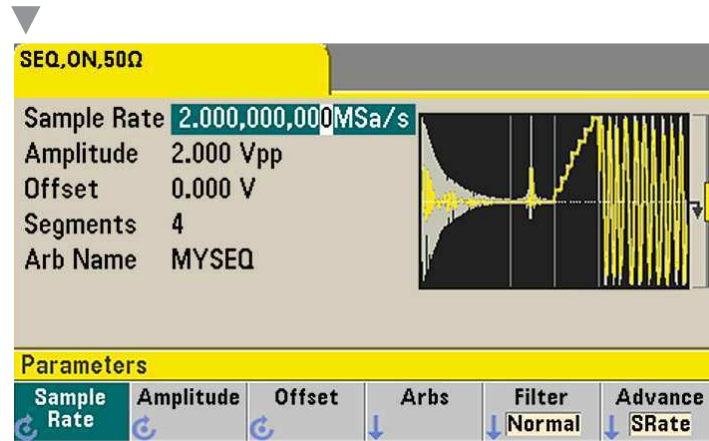 SEQ,ON,50Ω
Sample Rate 2.000,000,000MSa/s
Amplitude 2.000 Vpp
Offset 0.000 V
Segments 4
Arb Name MYSEQ
Parameters
Sample Rate Amplitude Offset Arbs Filter Normal Advance SRate